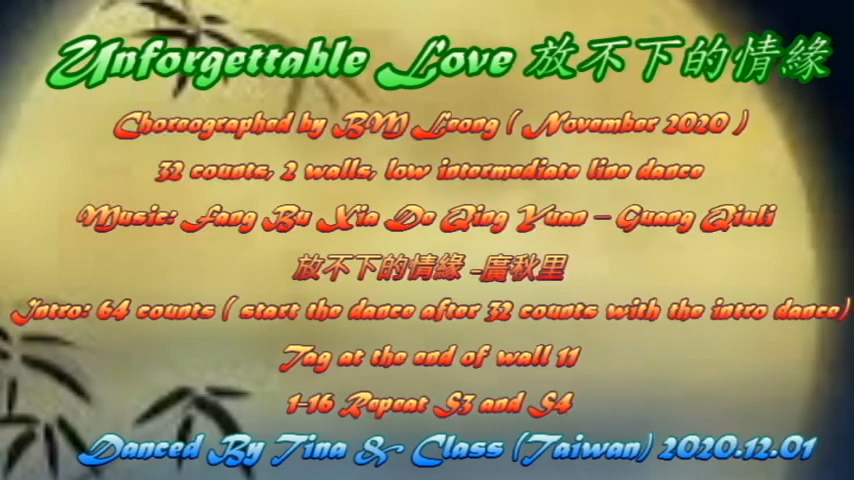 Unforgettable Love 放不下的情緣
Choreographed by BM Leong ( November 2020 )
32 counts, 2 walls, low intermediate line dance
Music: Fang Bu Xia De Qing Yuan – Guang Qiuli
放不下的情緣 -廣秋里
Intro: 64 counts ( start the dance after 32 counts with the intro dance)
Tag at the end of wall 11
1-16 Repeat S3 and S4
Danced By Tina & Class (Taiwan) 2020.12.01